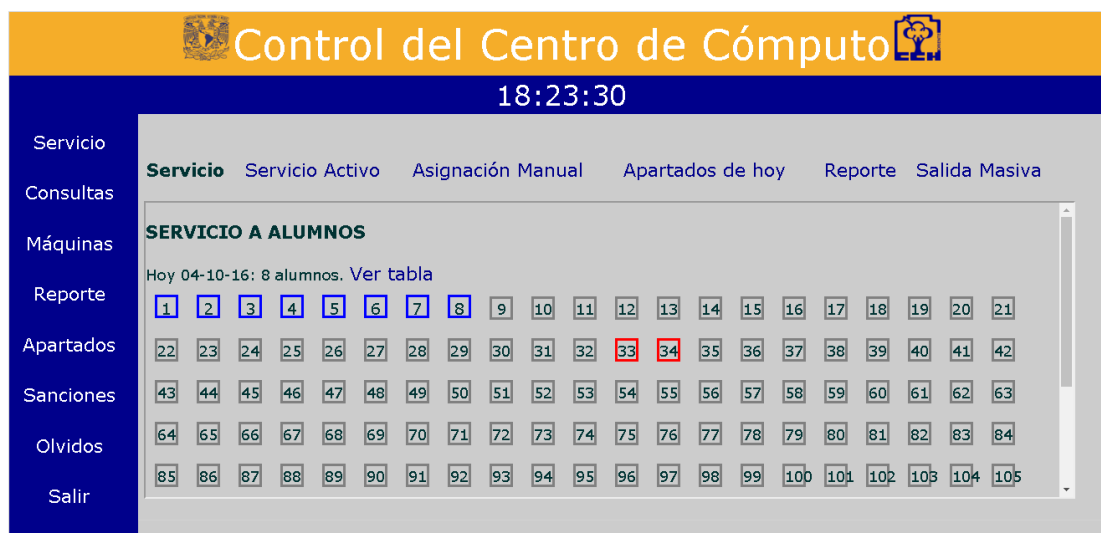 Control del Centro de Cómputo
CCH
18:23:30
Servicio
Consultas
Máquinas
Reporte
Apartados
Sanciones
Olvidos
Salir
Servicio Servicio Activo Asignación Manual Apartados de hoy Reporte Salida Masiva
SERVICIO A ALUMNOS
Hoy 04-10-16: 8 alumnos. Ver tabla
1 2 3 4 5 6 7 8 9 10 11 12 13 14 15 16 17 18 19 20 21
22 23 24 25 26 27 28 29 30 31 32 33 34 35 36 37 38 39 40 41 42
43 44 45 46 47 48 49 50 51 52 53 54 55 56 57 58 59 60 61 62 63
64 65 66 67 68 69 70 71 72 73 74 75 76 77 78 79 80 81 82 83 84
85 86 87 88 89 90 91 92 93 94 95 96 97 98 99 100 101 102 103 104 105